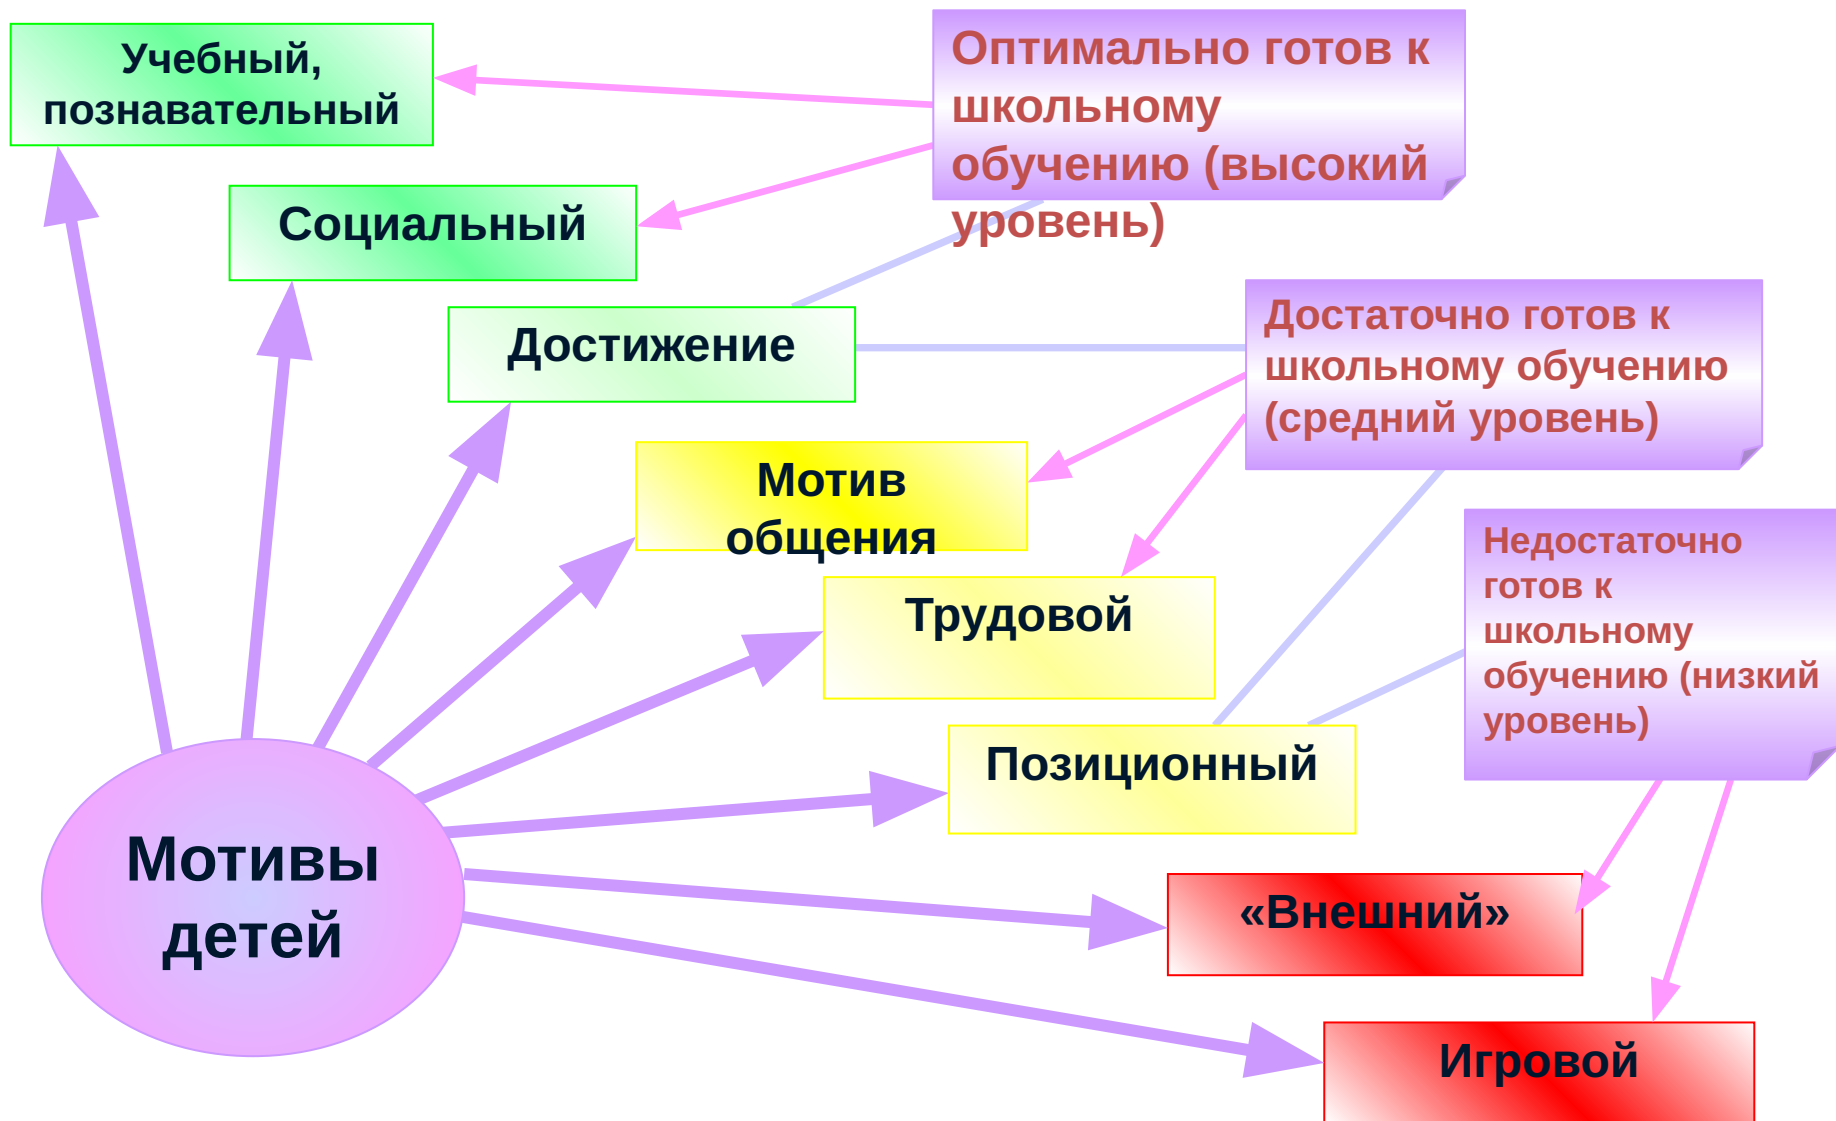 Учебный,
познавательный
Оптимально готов к
школьному
обучению (высокий
уровень)
Социальный
Достижение
Достаточно готов к
школьному обучению
(средний уровень)
Мотив
общения
Недостаточно
готов к
школьному
обучению (низкий
уровень)
Трудовой
Позиционный
Мотивы
детей
«Внешний»
Игровой